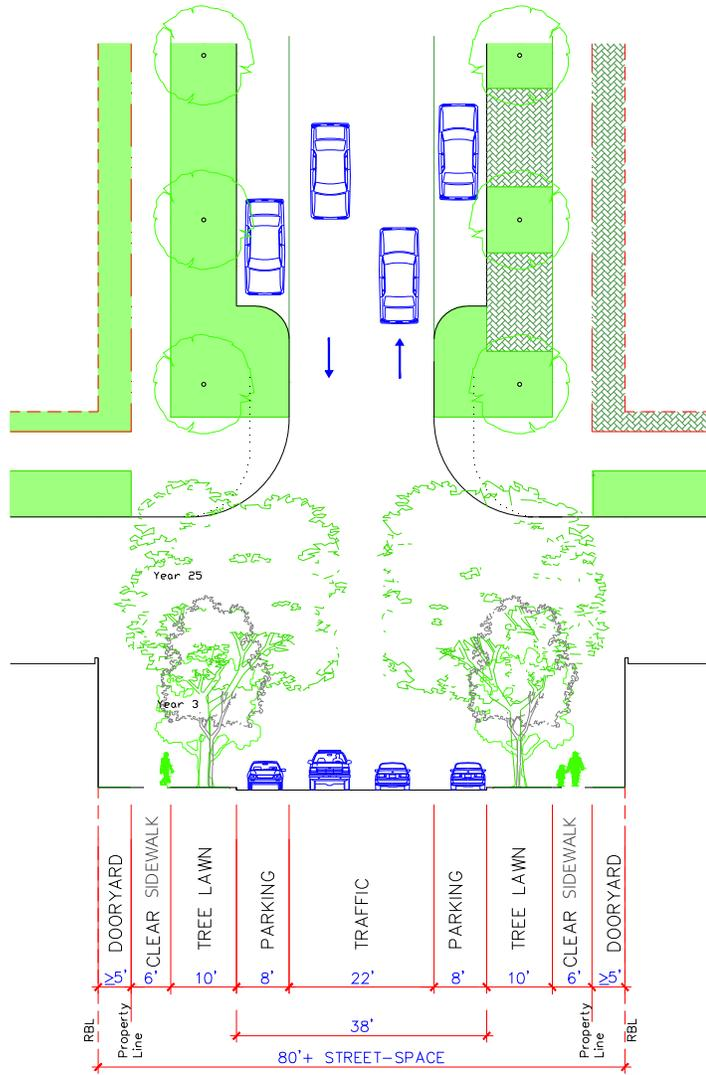 Year 25
Year 3
DOORYARD
CLEAR SIDEWALK
TREE LAWN
PARKING
TRAFFIC
PARKING
TREE LAWN
CLEAR SIDEWALK
DOORYARD
≥5' 6' 10' 8' 22' 8' 10' 6' ≥5'
RBL
Property
Line
38'
Property
Line
RBL
80'+ STREET-SPACE